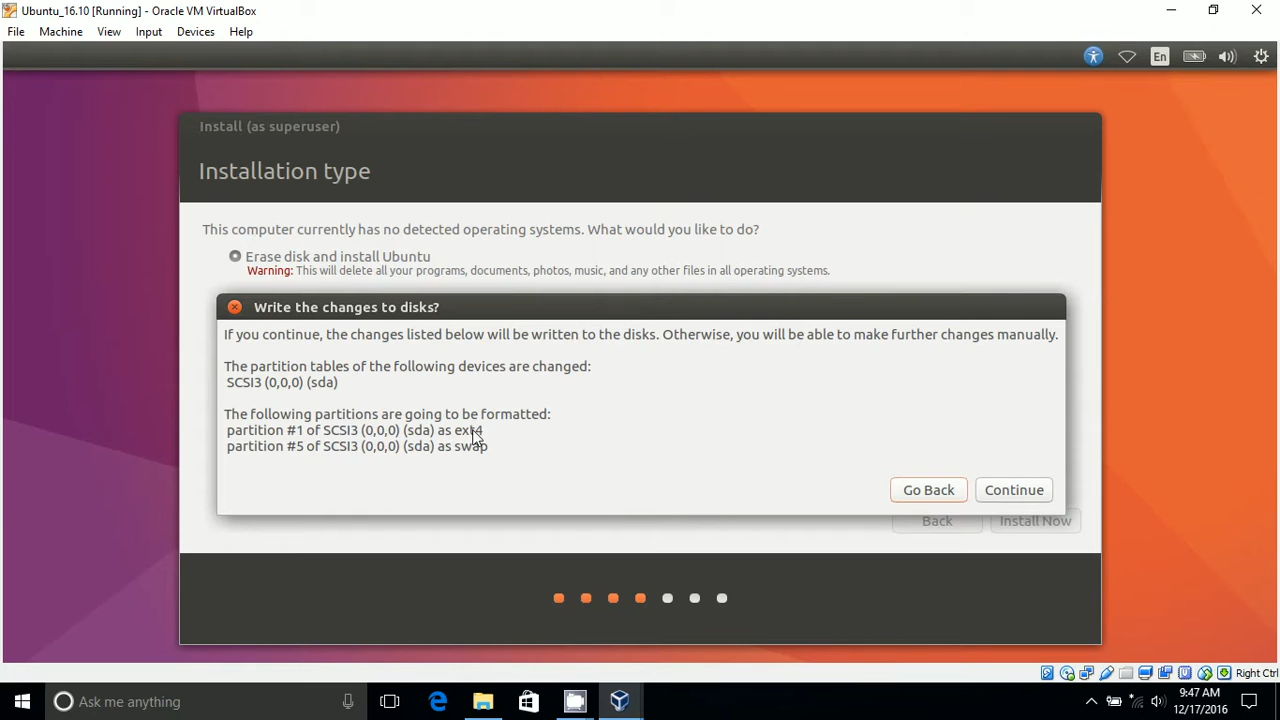 Ubuntu_16.10 [Running] - Oracle VM VirtualBox
File Machine View Input Devices Help
En
Install (as superuser)
Installation type
This computer currently has no detected operating systems. What would you like to do?
Erase disk and install Ubuntu
Warning: This will delete all your programs, documents, photos, music, and any other files in all operating systems.
Write the changes to disks?
If you continue, the changes listed below will be written to the disks. Otherwise, you will be able to make further changes manually.
The partition tables of the following devices are changed:
SCSI3 (0,0,0) (sda)
The following partitions are going to be formatted:
partition #1 of SCSI3 (0,0,0) (sda) as ext4
partition #5 of SCSI3 (0,0,0) (sda) as swap
Go Back Continue
Back Install Now
Right Ctrl
Ask me anything
9:47 AM
12/17/2016